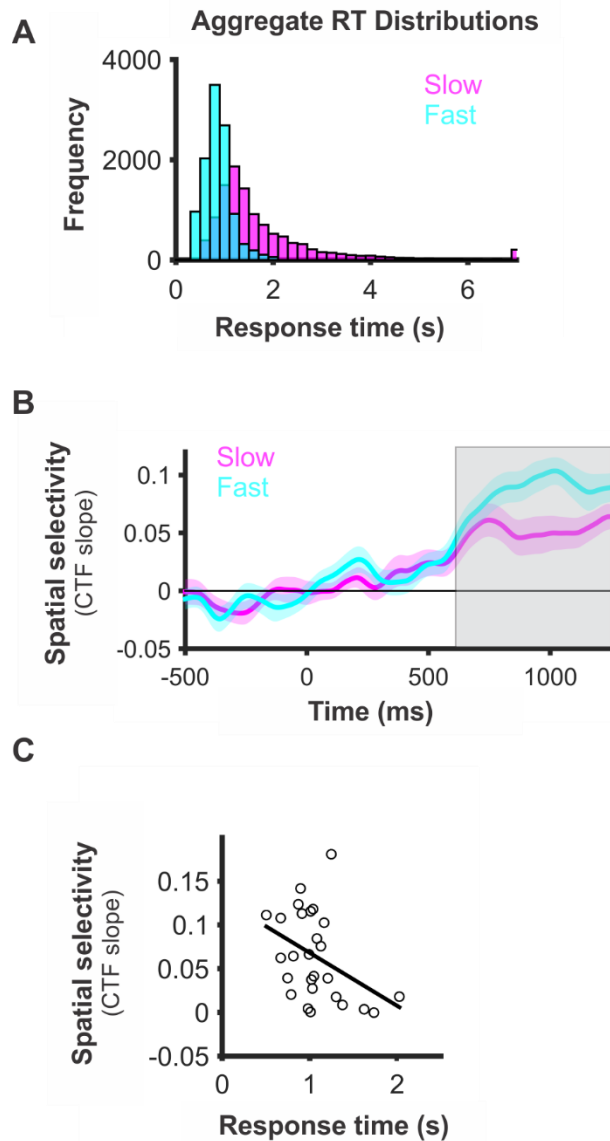 Aggregate RT Distributions
A
4000
2000
0
Frequency
Slow
Fast
0 2 4 6
Response time (s)
B
Spatial selectivity
(CTF slope)
0.1
0.05
0
-0.05
Slow
Fast
-500 0 500 1000
Time (ms)
C
Spatial selectivity
(CTF slope)
0.15
0.1
0.05
0
-0.05
0 1 2
Response time (s)